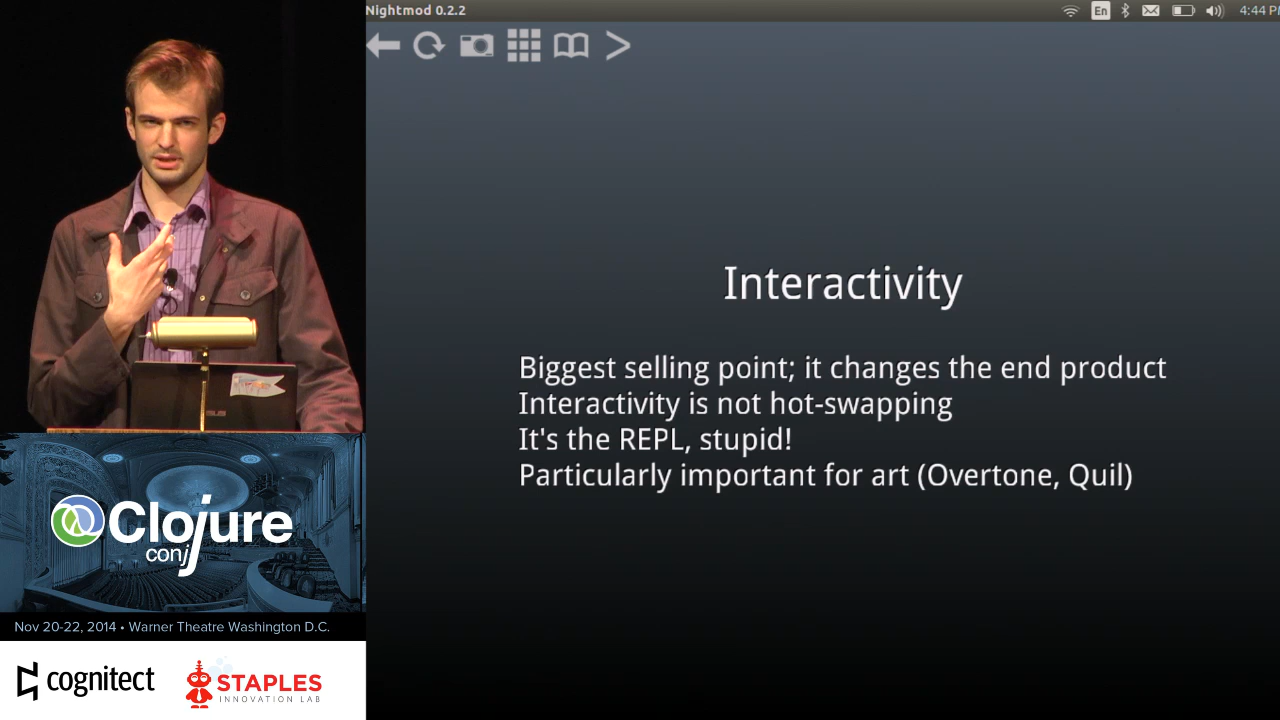 Nightmod 0.2.2
En
4:44 P
Interactivity
Biggest selling point; it changes the end product
Interactivity is not hot-swapping
It's the REPL, stupid!
Particularly important for art (Overtone, Quil)
Clojure
conj
Nov 20-22, 2014 • Warner Theatre Washington D.C.
cognitect
STAPLES
INNOVATION LAB